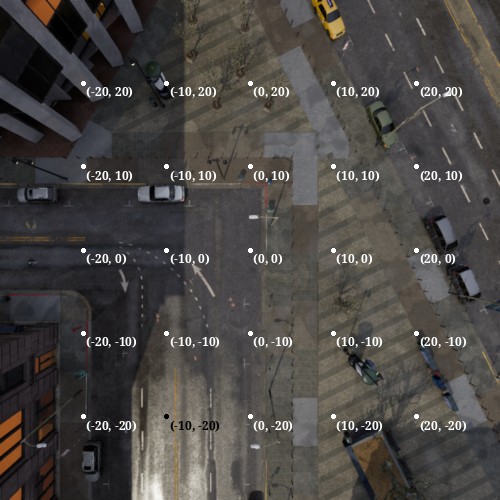 (-20, 20) (-10, 20) (0, 20) (10, 20) (20, 20)
(-20, 10) (-10, 10) (0, 10) (10, 10) (20, 10)
(-20, 0) (-10, 0) (0, 0) (10, 0) (20, 0)
(-20, -10) (-10, -10) (0, -10) (10, -10) (20, -10)
(-20, -20) (-10, -20) (0, -20) (10, -20) (20, -20)